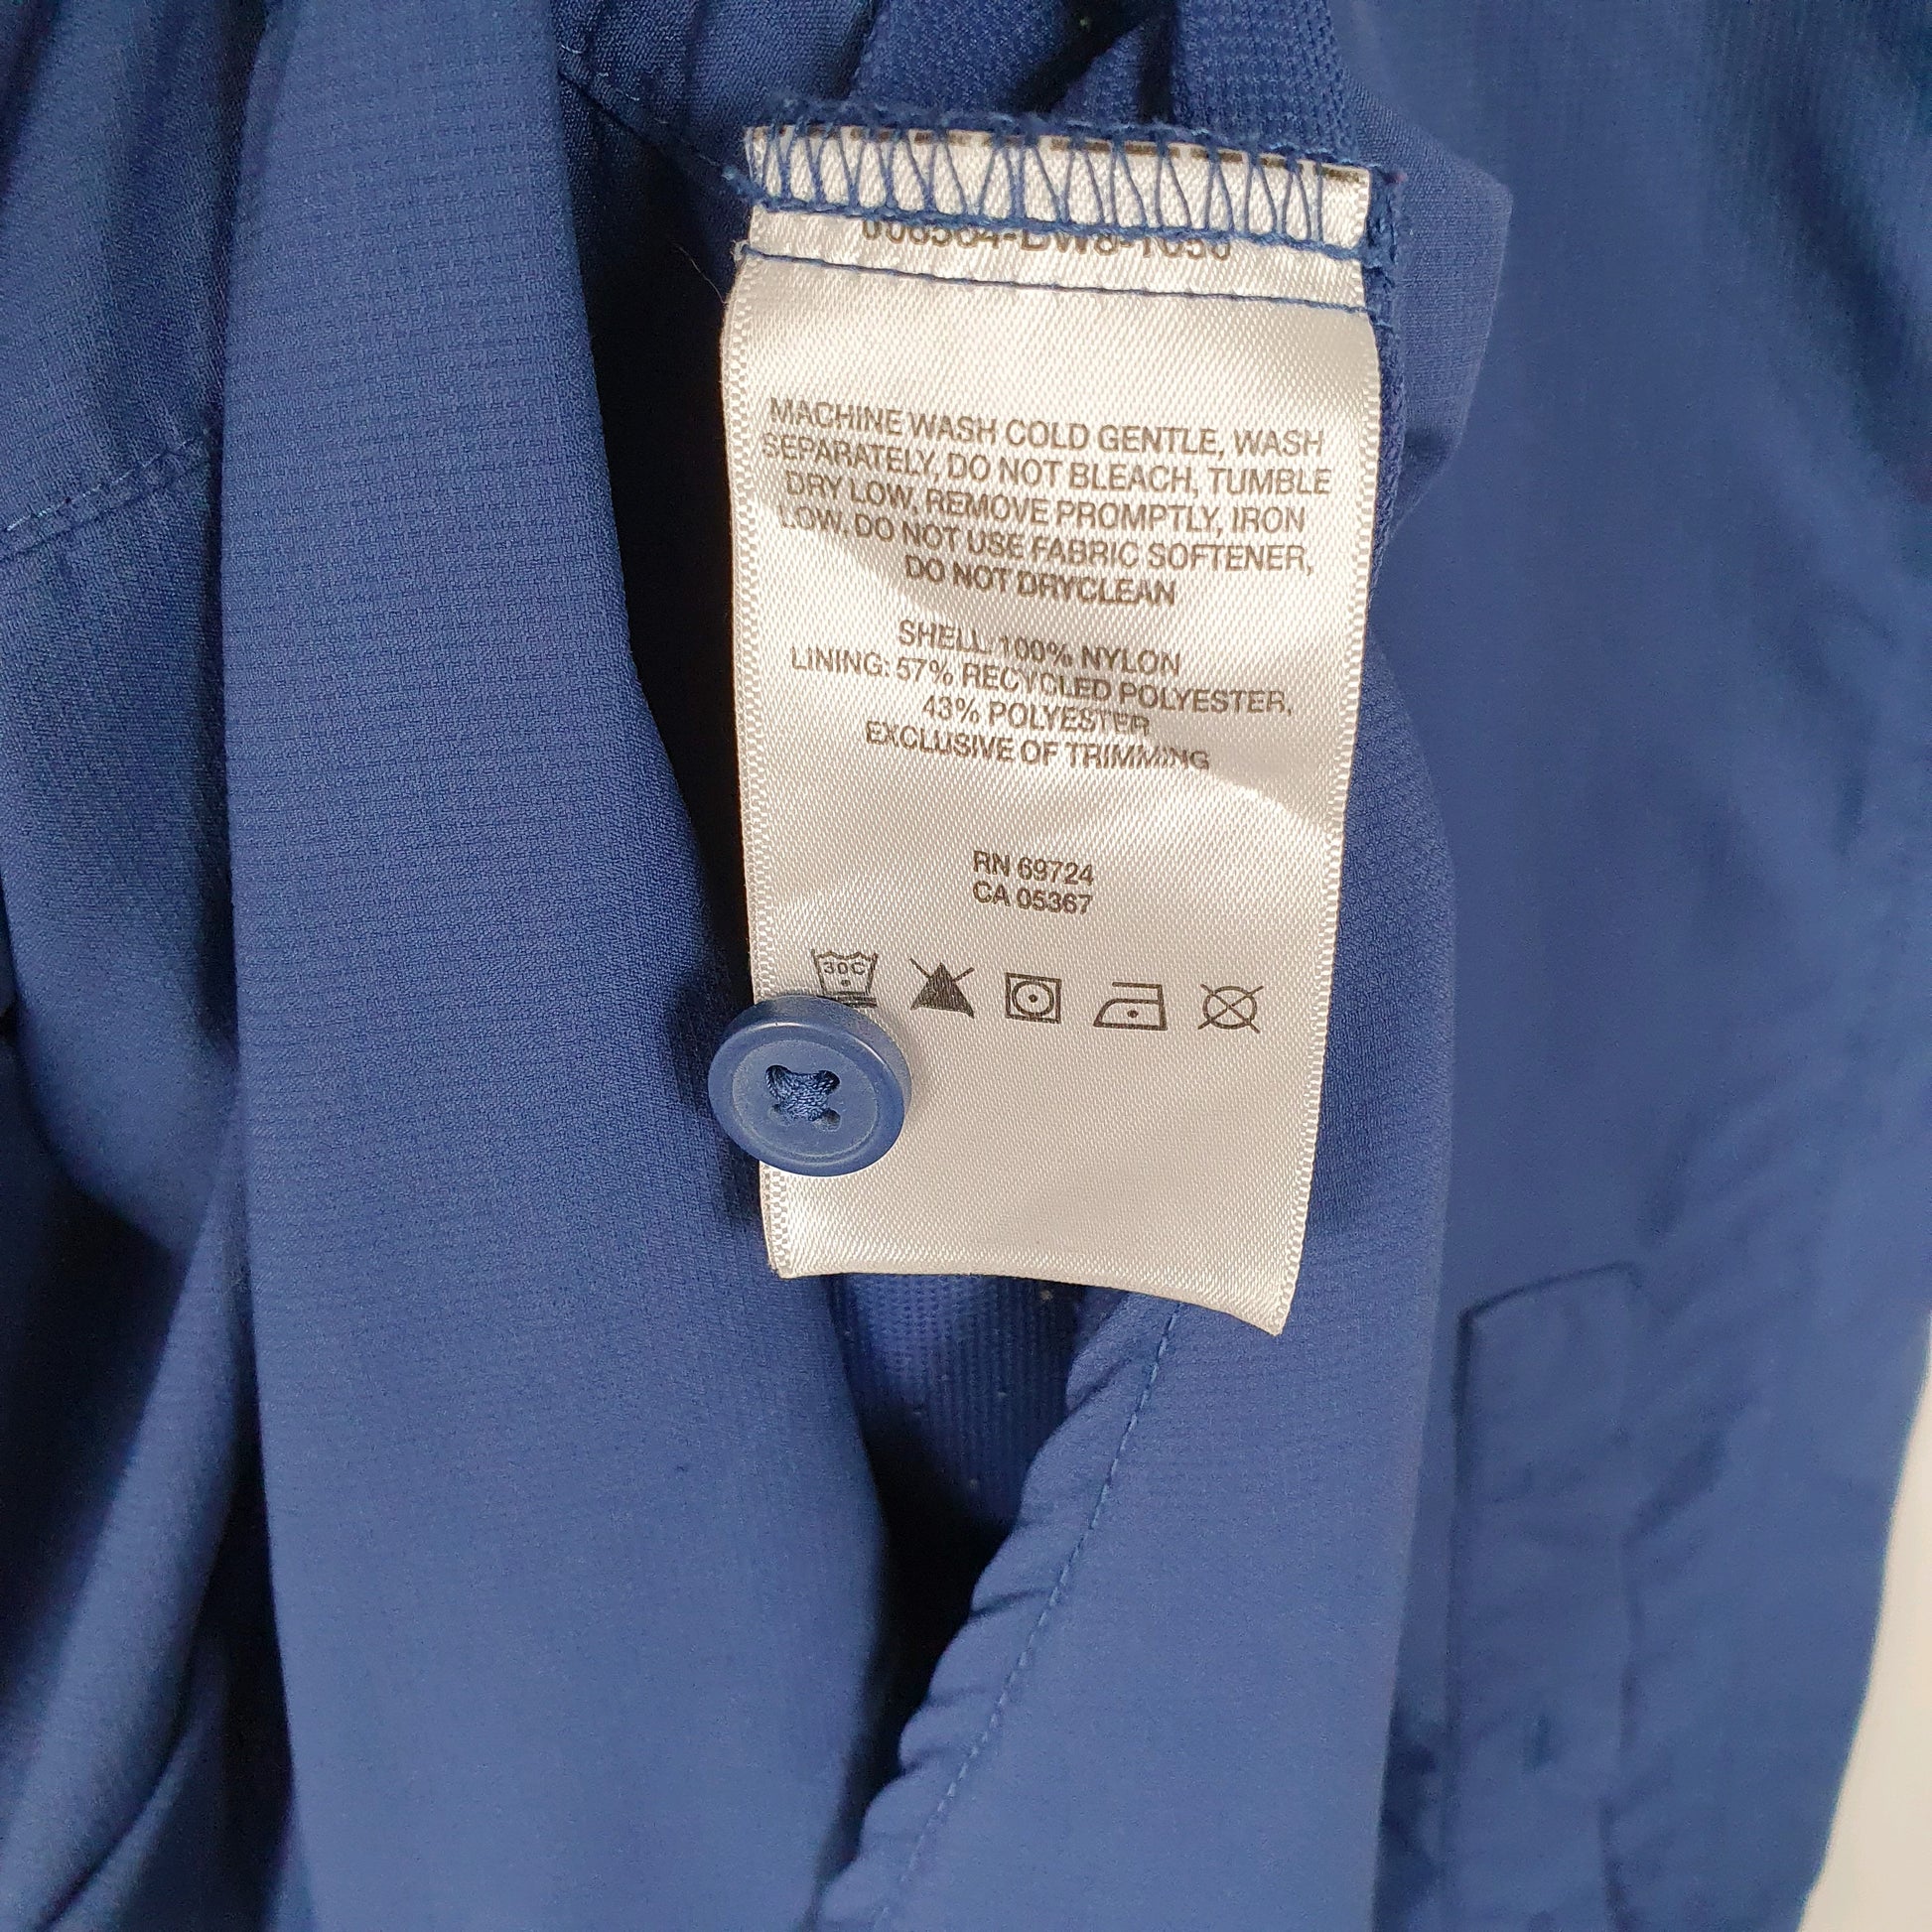 MACHINE WASH COLD GENTLE, WASH
SEPARATELY, DO NOT BLEACH, TUMBLE
DRY LOW, REMOVE PROMPTLY, IRON
LOW, DO NOT USE FABRIC SOFTENER,
DO NOT DRYCLEAN
SHELL: 100% NYLON
LINING: 57% RECYCLED POLYESTER,
43% POLYESTER
EXCLUSIVE OF TRIMMING
RN 69724
CA 05367
30C